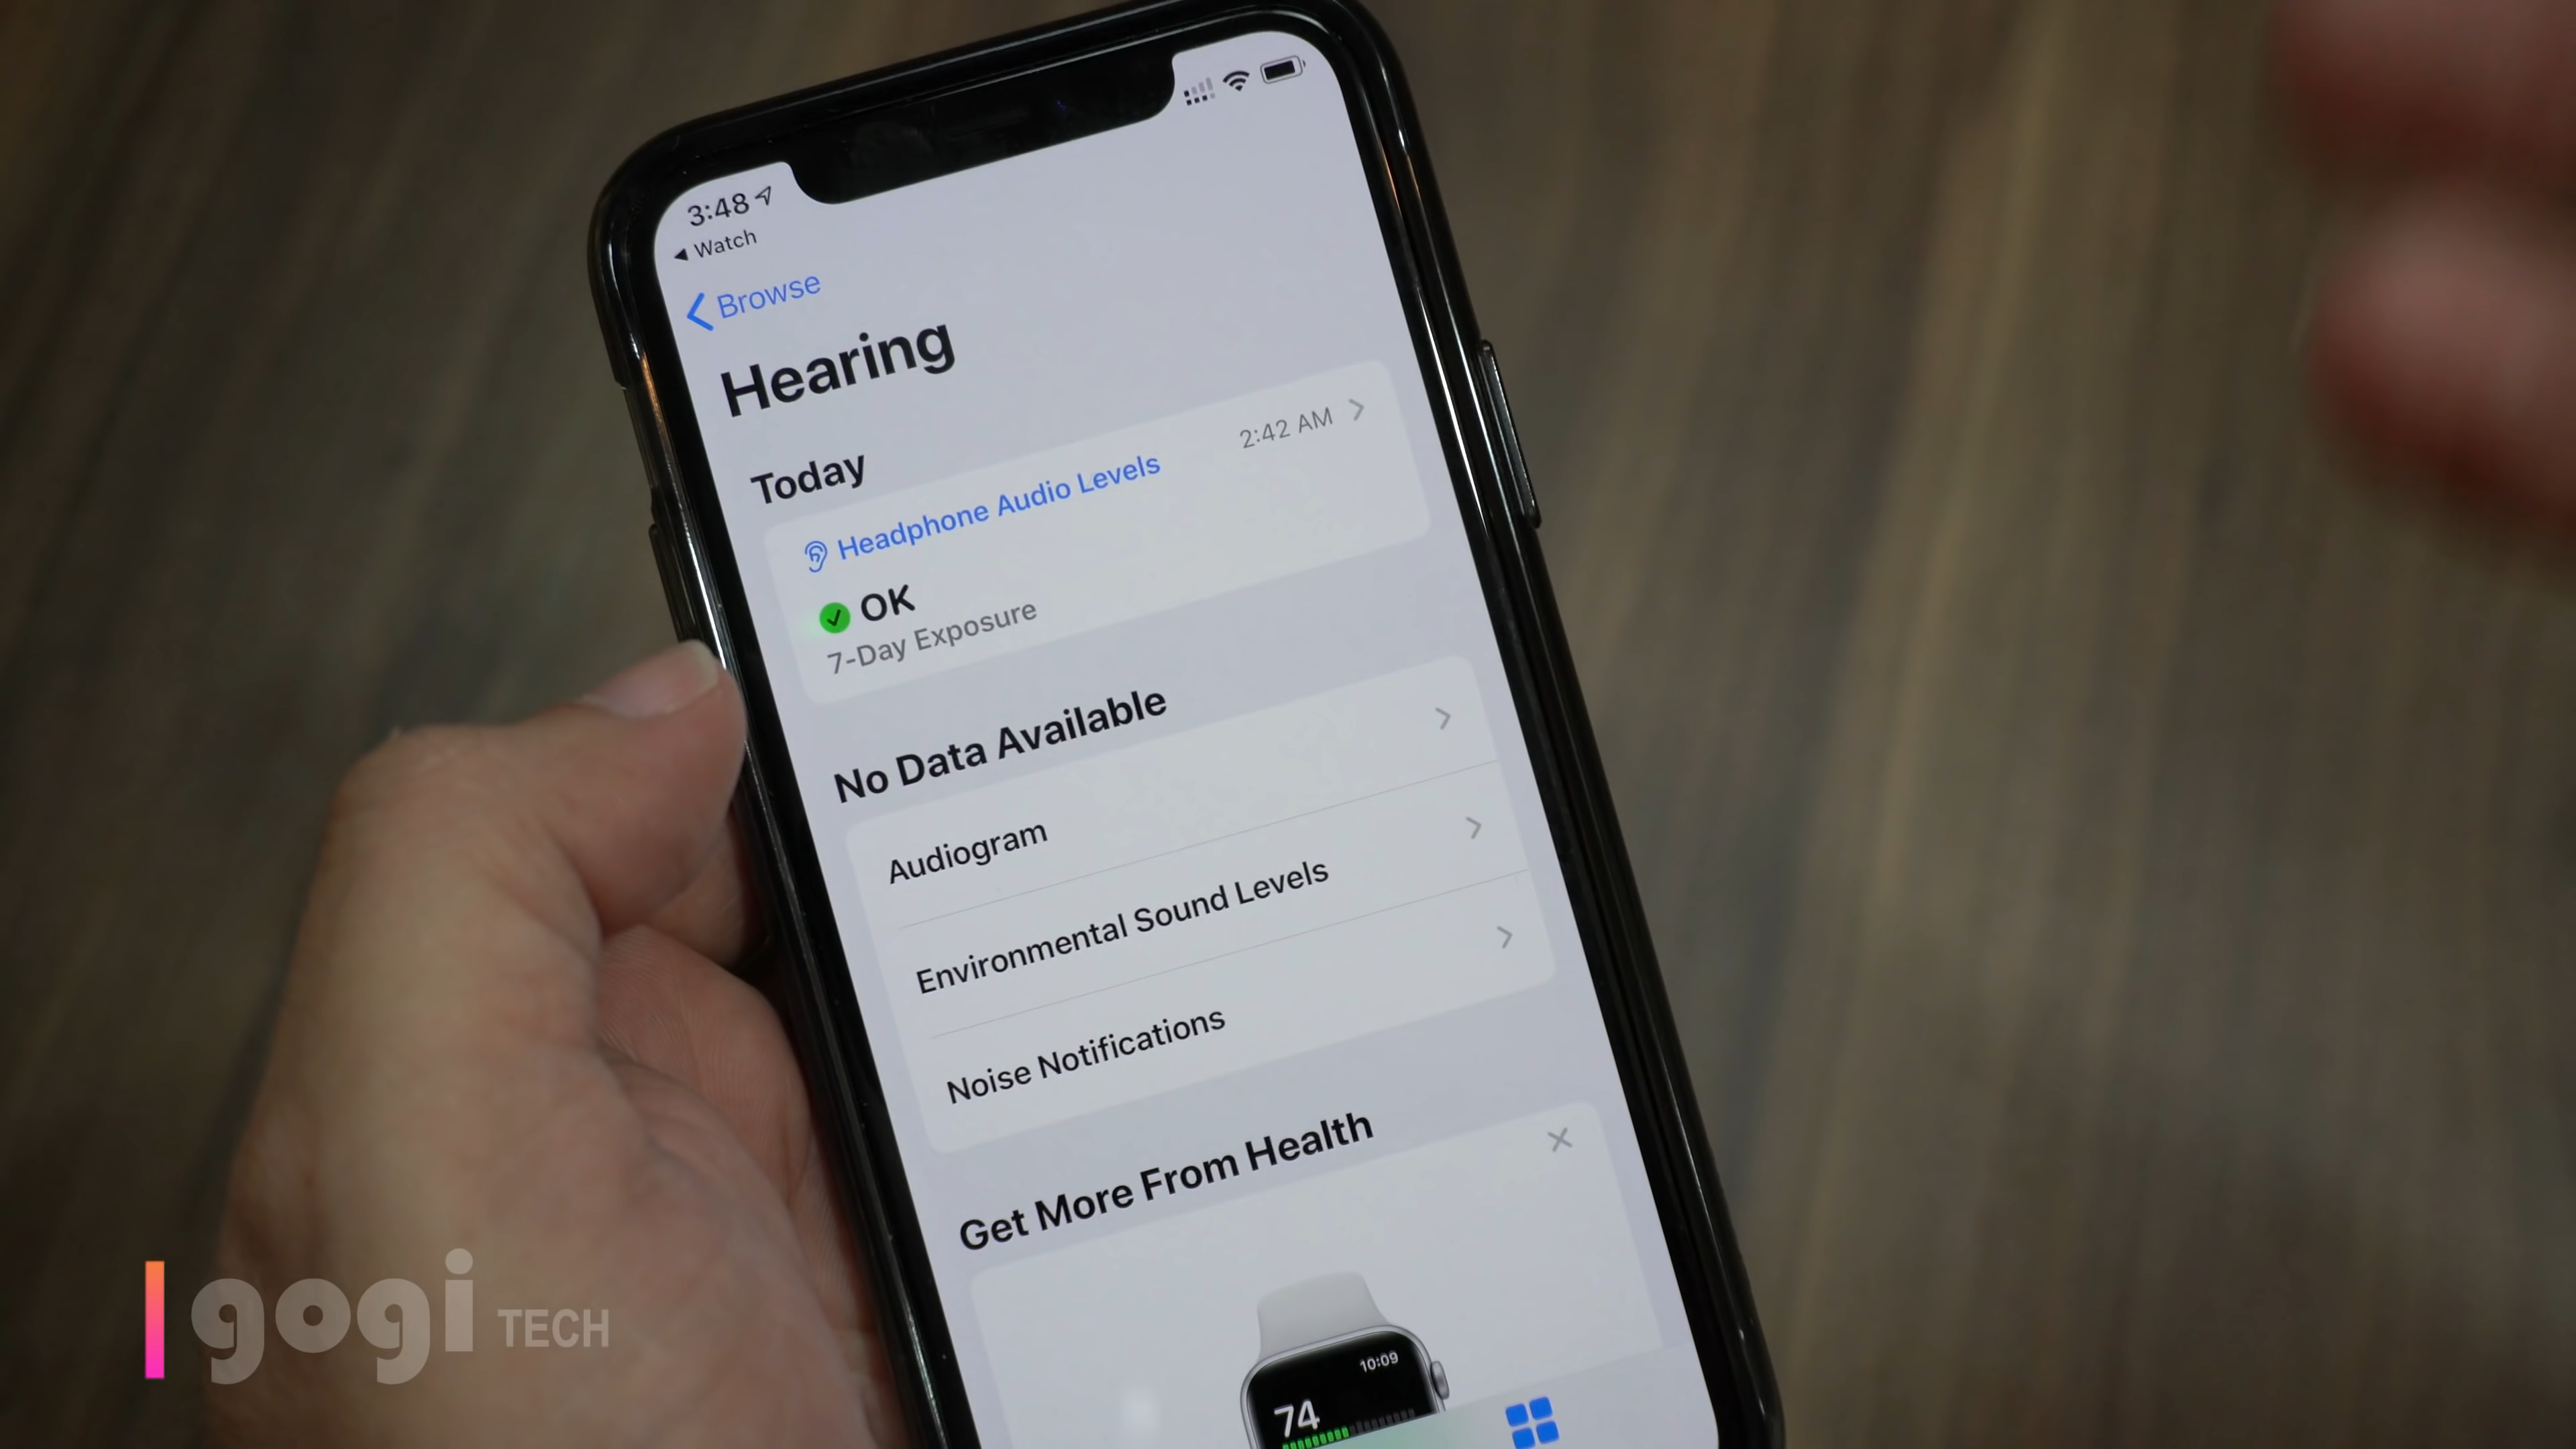 3:48
Watch
Browse
Hearing
Today
Headphone Audio Levels
2:42 AM
OK
7-Day Exposure
No Data Available
Audiogram
Environmental Sound Levels
Noise Notifications
Get More From Health
10:09
74
gogi TECH